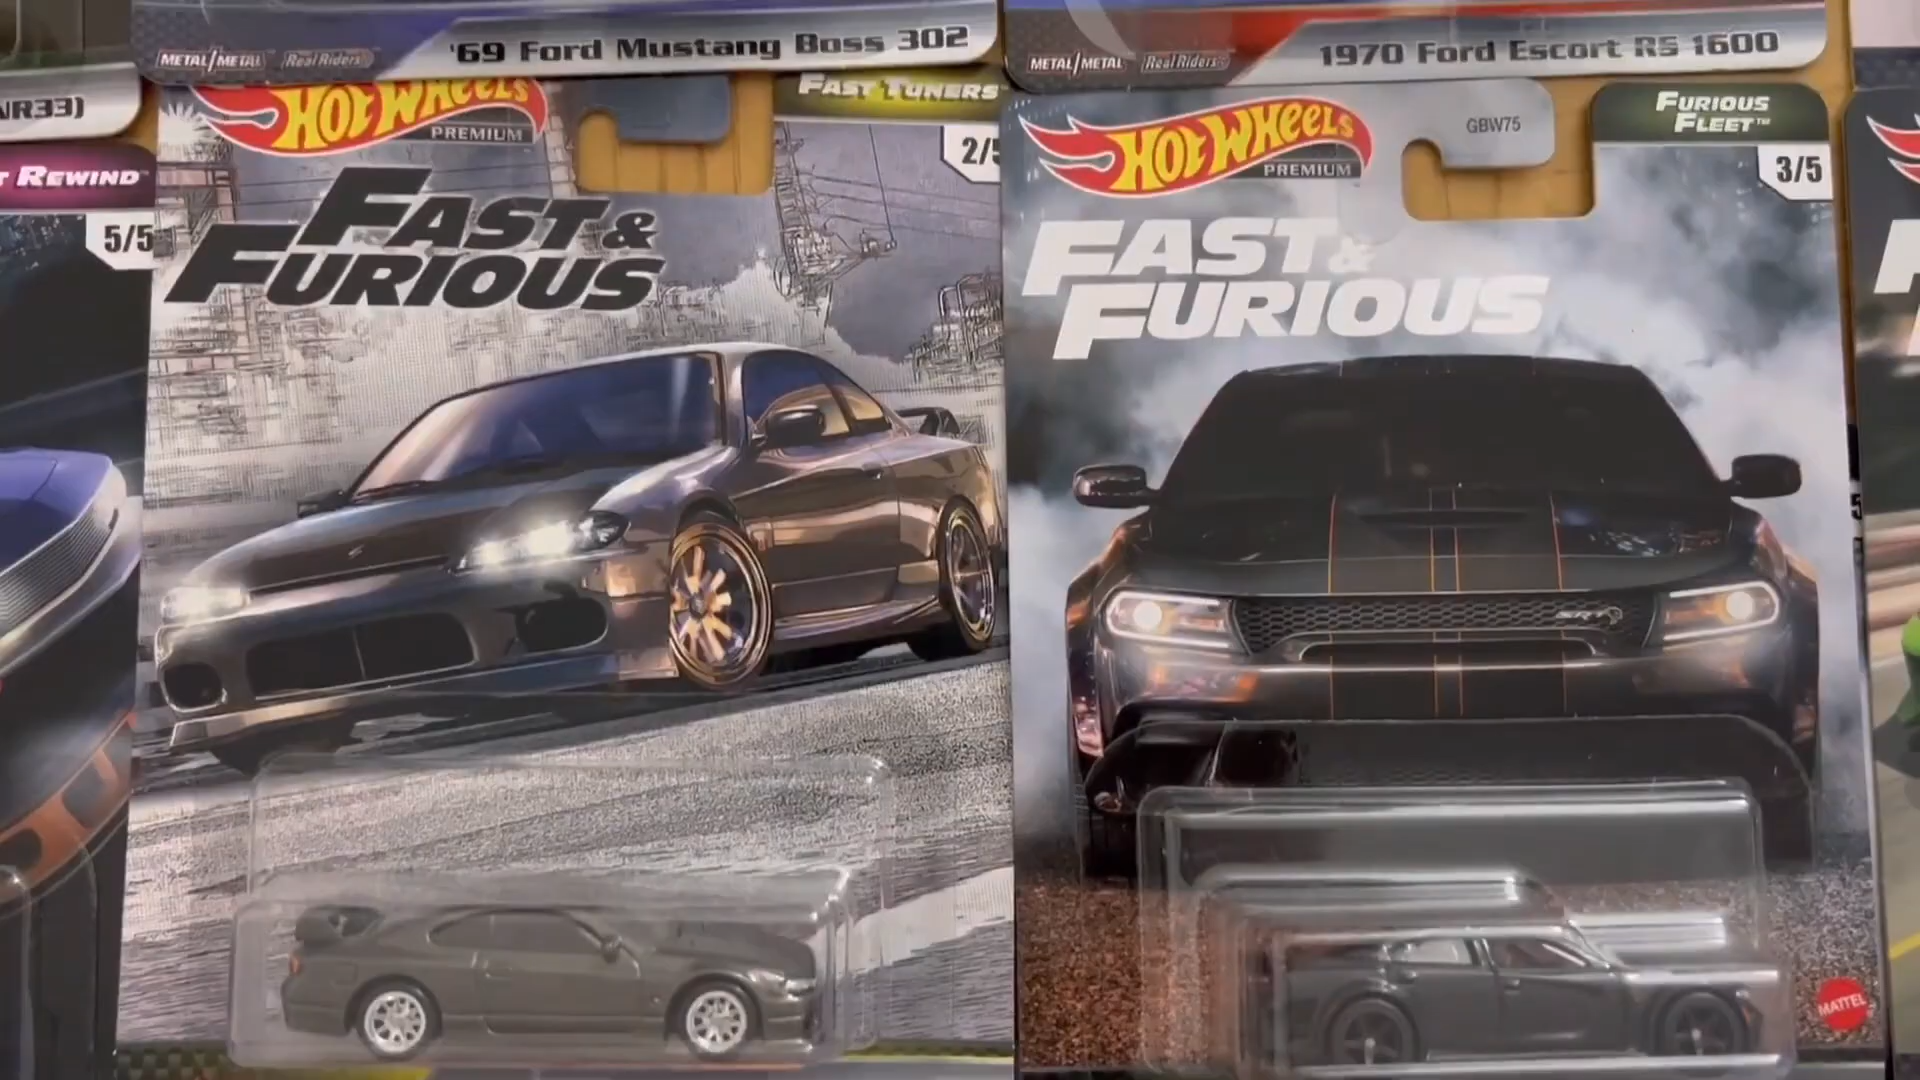 METAL/METAL Real Riders '69 Ford Mustang Boss 302
METAL/METAL Real Riders 1970 Ford Escort RS 1600
NR33)
T REWIND
5/5
HOT WHEELS
PREMIUM
FAST TUNERS
2/5
FAST &
FURIOUS
HOT WHEELS
PREMIUM
GBW75
FURIOUS
FLEET™
3/5
FAST &
FURIOUS
SRT
MATTEL